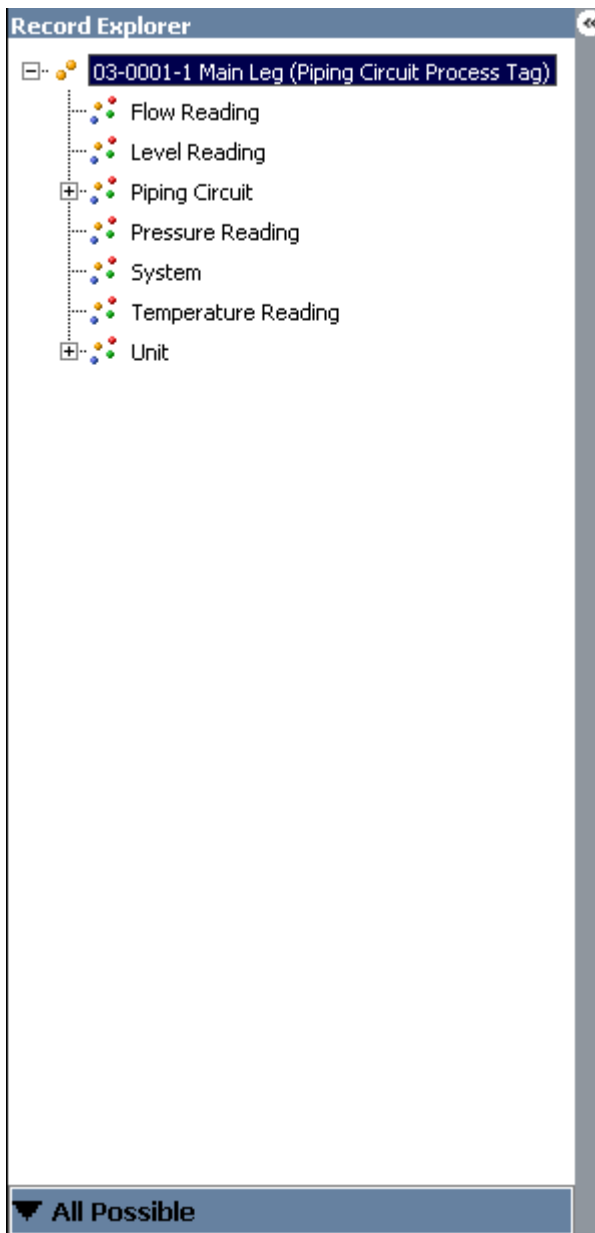 Record Explorer
03-0001-1 Main Leg (Piping Circuit Process Tag)
Flow Reading
Level Reading
Piping Circuit
Pressure Reading
System
Temperature Reading
Unit
All Possible